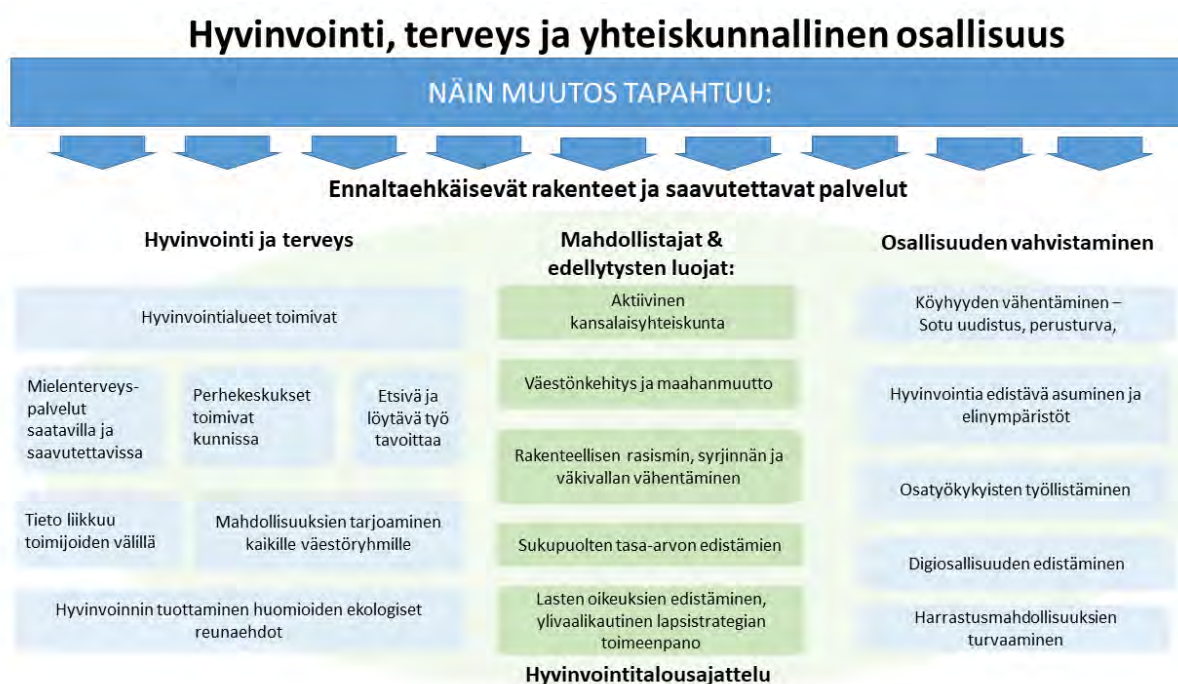 Hyvinvointi, terveys ja yhteiskunnallinen osallisuus
NÄIN MUUTOS TAPAHTUU:
Ennaltaehkäisevät rakenteet ja saavutettavat palvelut
Hyvinvointi ja terveys
Hyvinvointialueet toimivat
Mielenterveys-
palvelut
saatavilla ja
saavutettavissa
Perhekeskukset
toimivat
kunnissa
Etsivä ja
löytävä työ
tavoittaa
Tieto liikkuu
toimijoiden välillä
Mahdollisuuksien tarjoaminen
kaikille väestöryhmille
Hyvinvoinnin tuottaminen huomioiden ekologiset
reunaehdot
Mahdollistajat &
edellytysten luojat:
Aktiivinen
kansalaisyhteiskunta
Väestönkehitys ja maahanmuutto
Rakenteellisen rasismin, syrjinnän ja
väkivallan vähentäminen
Sukupuolten tasa-arvon edistämien
Lasten oikeuksien edistäminen,
ylivaalikautinen lapsistrategian
toimeenpano
Hyvinvointitalousajattelu
Osallisuuden vahvistaminen
Köyhyyden vähentäminen –
Sotu uudistus, perusturva,
Hyvinvointia edistävä asuminen ja
elinympäristöt
Osatyökykyisten työllistäminen
Digiosallisuuden edistäminen
Harrastusmahdollisuuksien
turvaaminen